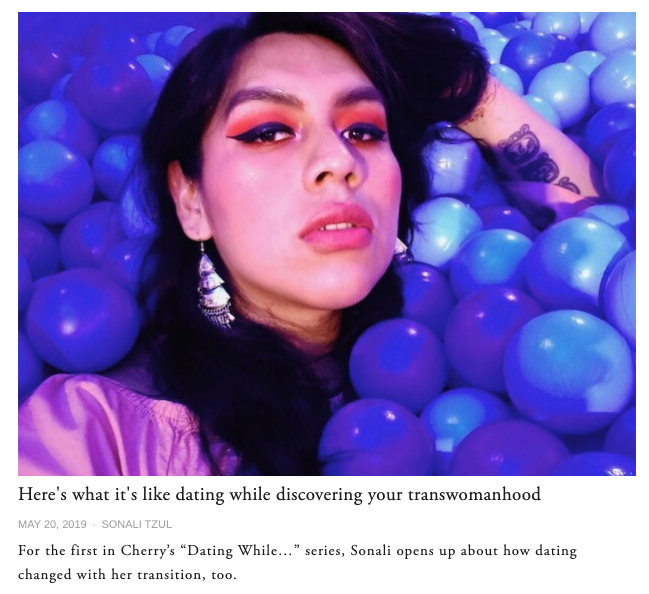 Here's what it's like dating while discovering your transwomanhood
MAY 20, 2019 · SONALI TZUL
For the first in Cherry’s “Dating While…” series, Sonali opens up about how dating
changed with her transition, too.